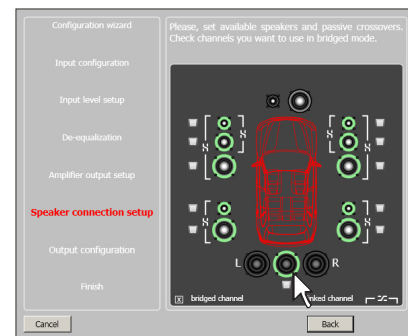 Configuration wizard
Input configuration
Input level setup
De-equalization
Amplifier output setup
Speaker connection setup
Output configuration
Finish
Please, set available speakers and passive crossovers.
Check channels you want to use in bridged mode.
L R
X bridged channel linked channel
Cancel Back